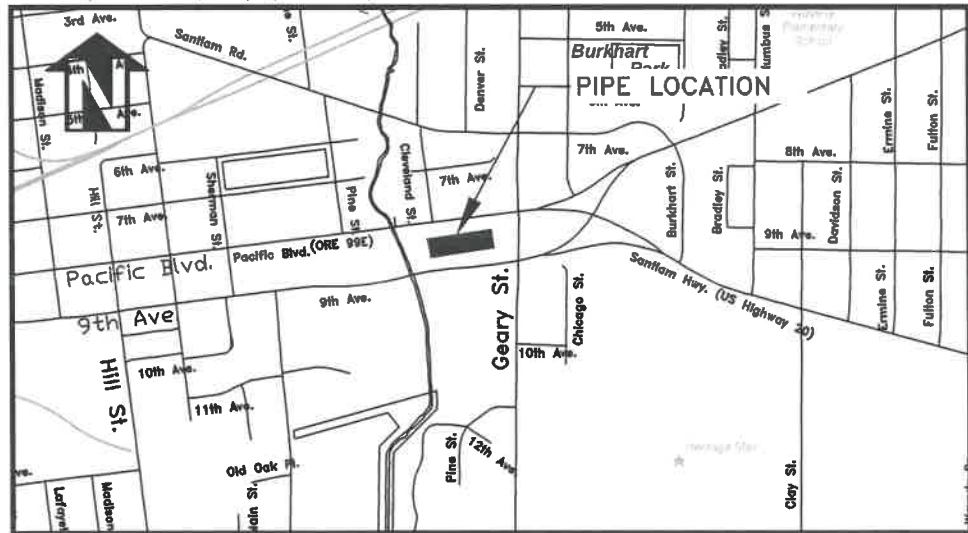 3rd Ave.
Santiam Rd.
Madison St.
5th Ave.
Hill St.
6th Ave.
7th Ave.
Sherman St.
Pine St.
Cleveland St.
7th Ave.
Denver St.
5th Ave.
Burkhart
Park
PIPE LOCATION
7th Ave.
Burkhart St.
Bradley St.
8th Ave.
9th Ave.
Davidson St.
Ermine St.
Fulton St.
Pacific Blvd.
Pacific Blvd.(ORE 99E)
9th Ave
9th Ave.
Santiam Hwy. (US Highway 20)
Ermine St.
Fulton St.
Geary St.
Chicago St.
10th Ave.
Hill St.
10th Ave.
11th Ave.
Old Oak Pl.
Pine St.
12th Ave
Clay St.
Madison